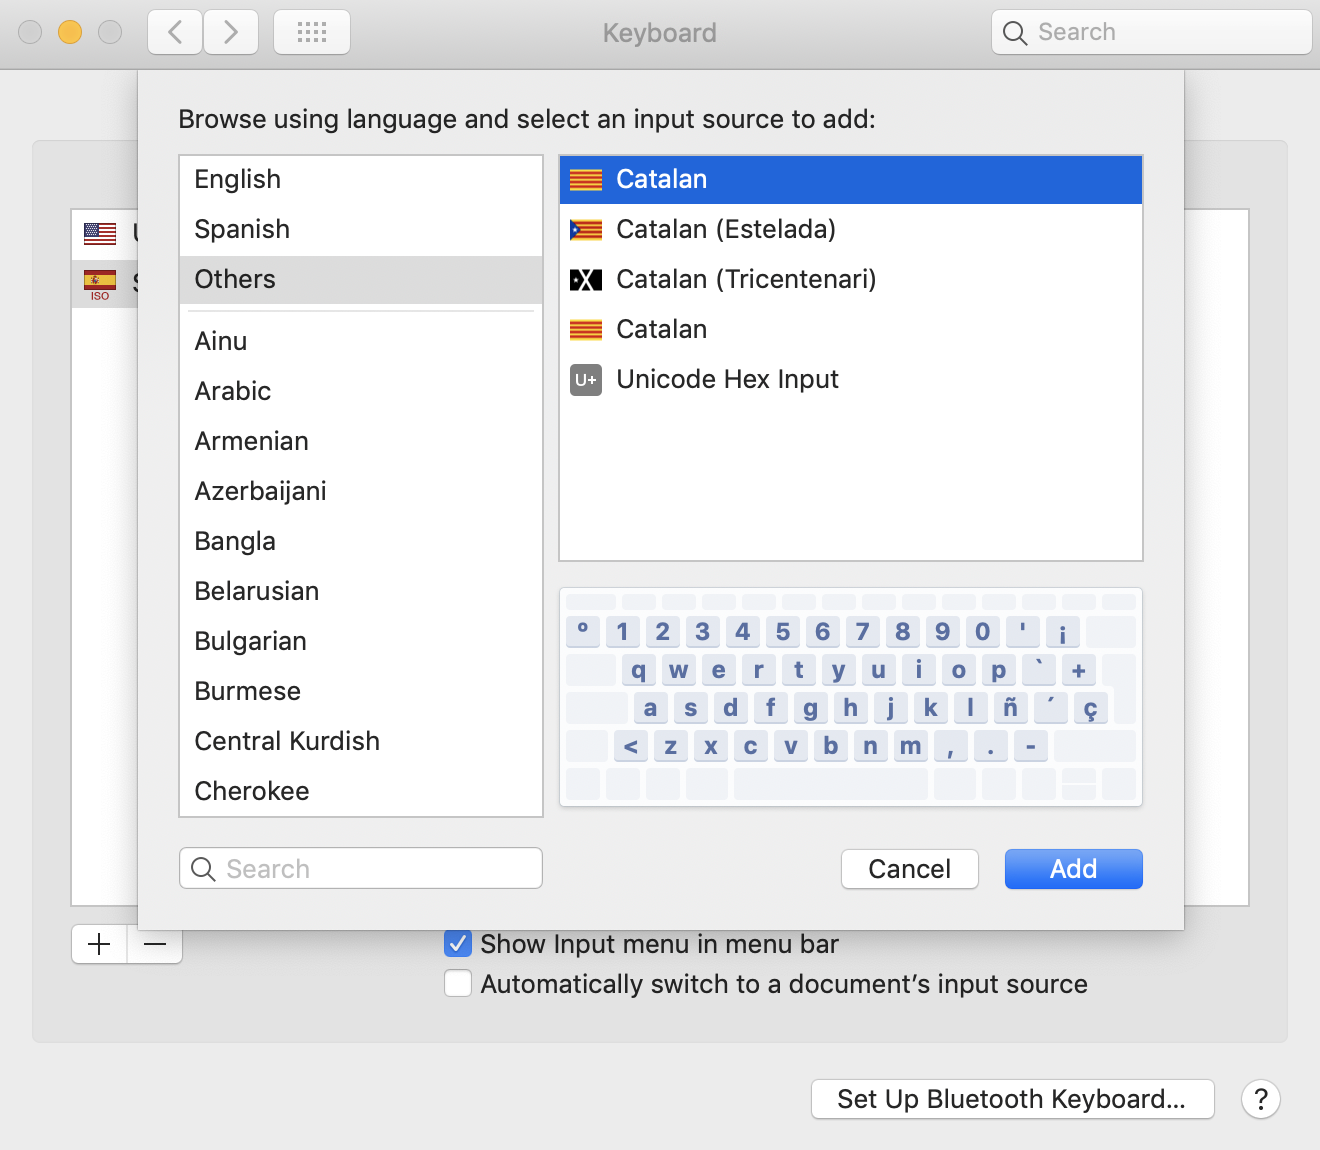 Keyboard
Search
Browse using language and select an input source to add:
English
Spanish
Others
Ainu
Arabic
Armenian
Azerbaijani
Bangla
Belarusian
Bulgarian
Burmese
Central Kurdish
Cherokee
Search
Catalan
Catalan (Estelada)
Catalan (Tricentenari)
Catalan
U+ Unicode Hex Input
ISO
º 1 2 3 4 5 6 7 8 9 0 ' ¡
q w e r t y u i o p ` +
a s d f g h j k l ñ ´ ç
< z x c v b n m , . -
Cancel
Add
Show Input menu in menu bar
Automatically switch to a document’s input source
Set Up Bluetooth Keyboard...
?